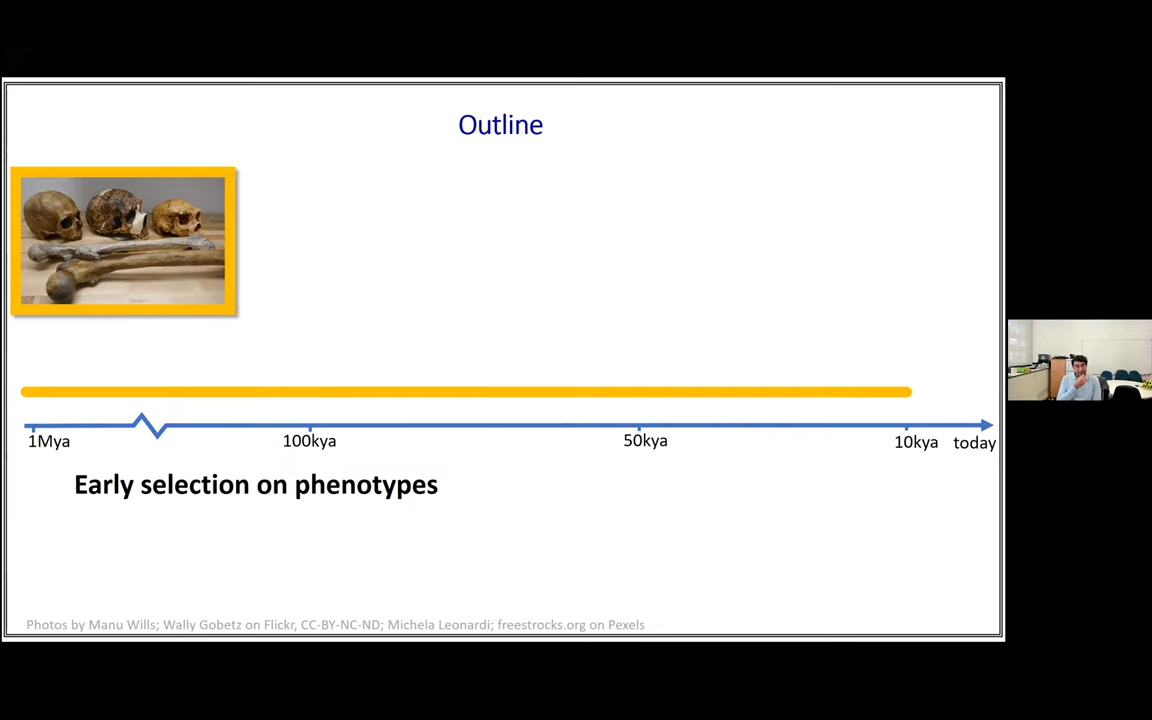 Outline
1Mya
100kya
50kya
10kya
today
Early selection on phenotypes
Photos by Manu Wills; Wally Gobetz on Flickr, CC-BY-NC-ND; Michela Leonardi; freestrocks.org on Pexels